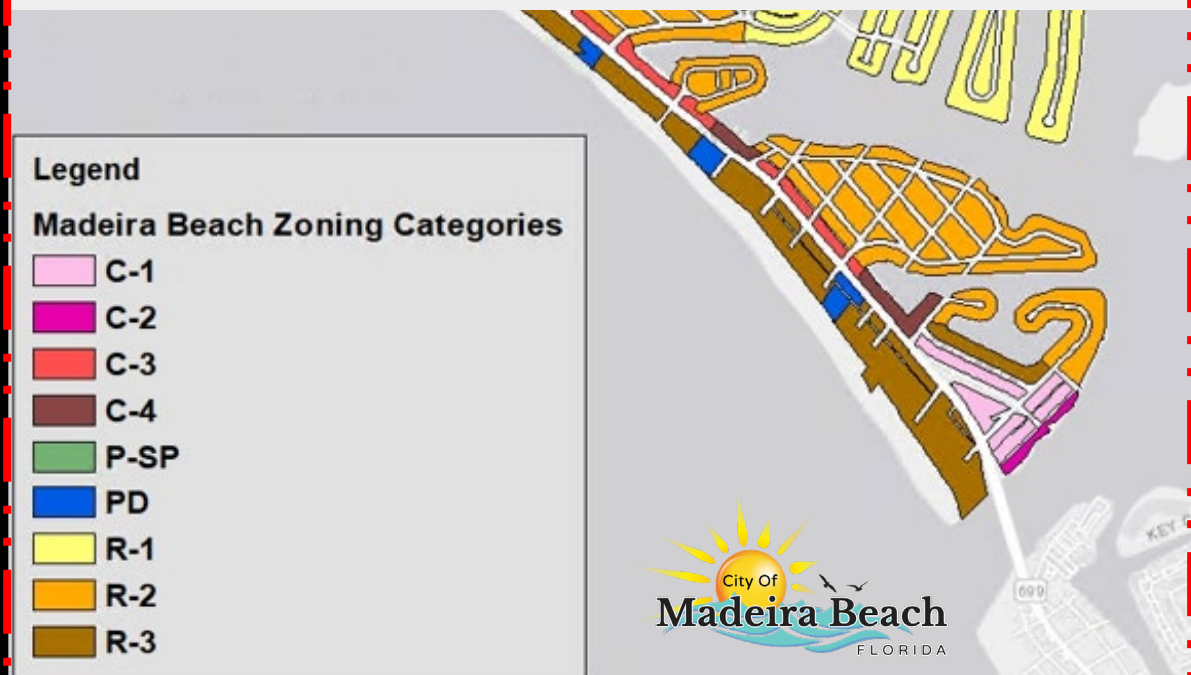 Legend
Madeira Beach Zoning Categories
C-1
C-2
C-3
C-4
P-SP
PD
R-1
R-2
R-3
City Of
Madeira Beach
FLORIDA
699
KEY